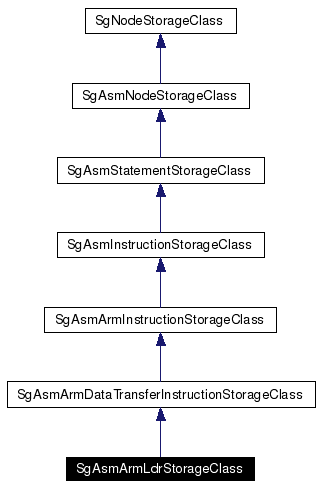 SgNodeStorageClass
SgAsmNodeStorageClass
SgAsmStatementStorageClass
SgAsmInstructionStorageClass
SgAsmArmInstructionStorageClass
SgAsmArmDataTransferInstructionStorageClass
SgAsmArmLdrStorageClass